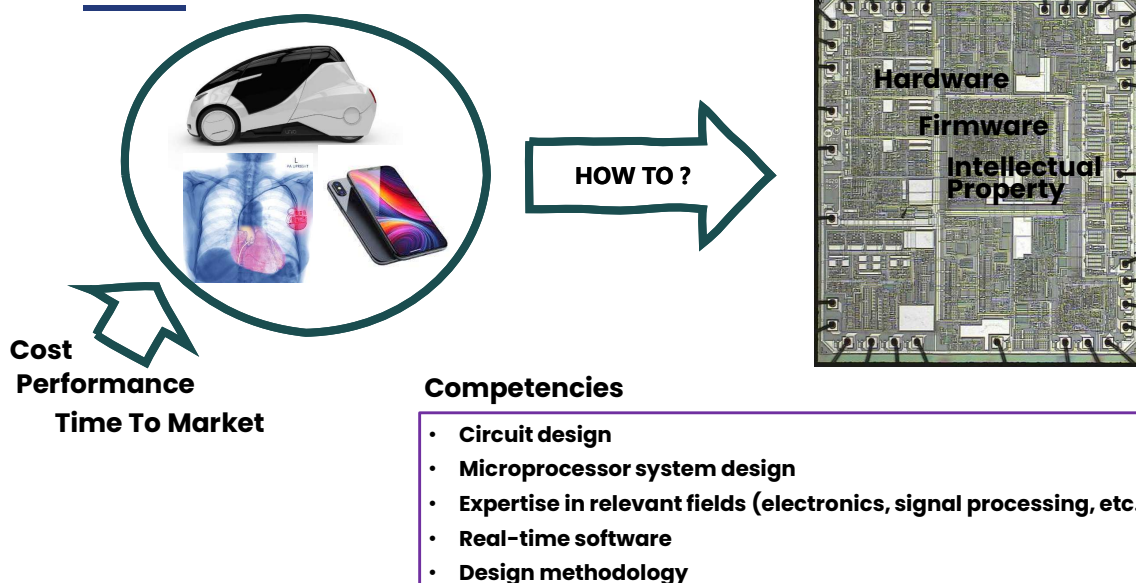 HOW TO ?
Hardware
Firmware
Intellectual
Property
L
Cost
Performance
Time To Market
Competencies
• Circuit design
• Microprocessor system design
• Expertise in relevant fields (electronics, signal processing, etc.
• Real-time software
• Design methodology